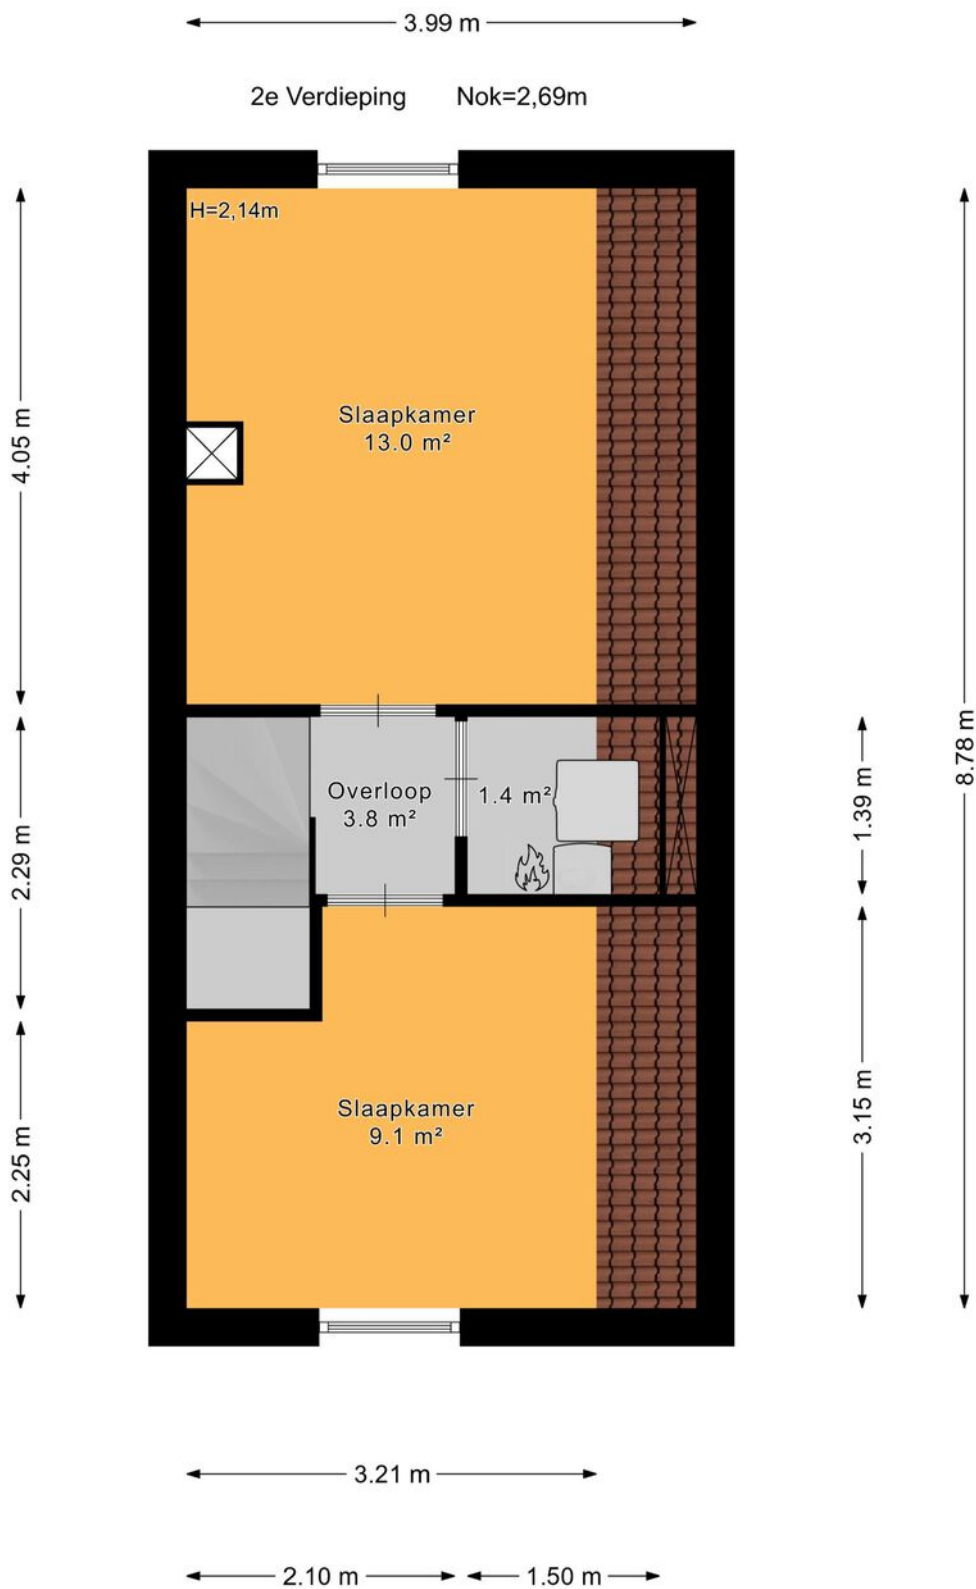 3.99 m
2e Verdieping Nok=2,69m
H=2,14m
4.05 m
Slaapkamer
13.0 m²
8.78 m
Overloop
3.8 m²
1.4 m²
1.39 m
2.29 m
3.15 m
Slaapkamer
9.1 m²
2.25 m
3.21 m
2.10 m
1.50 m